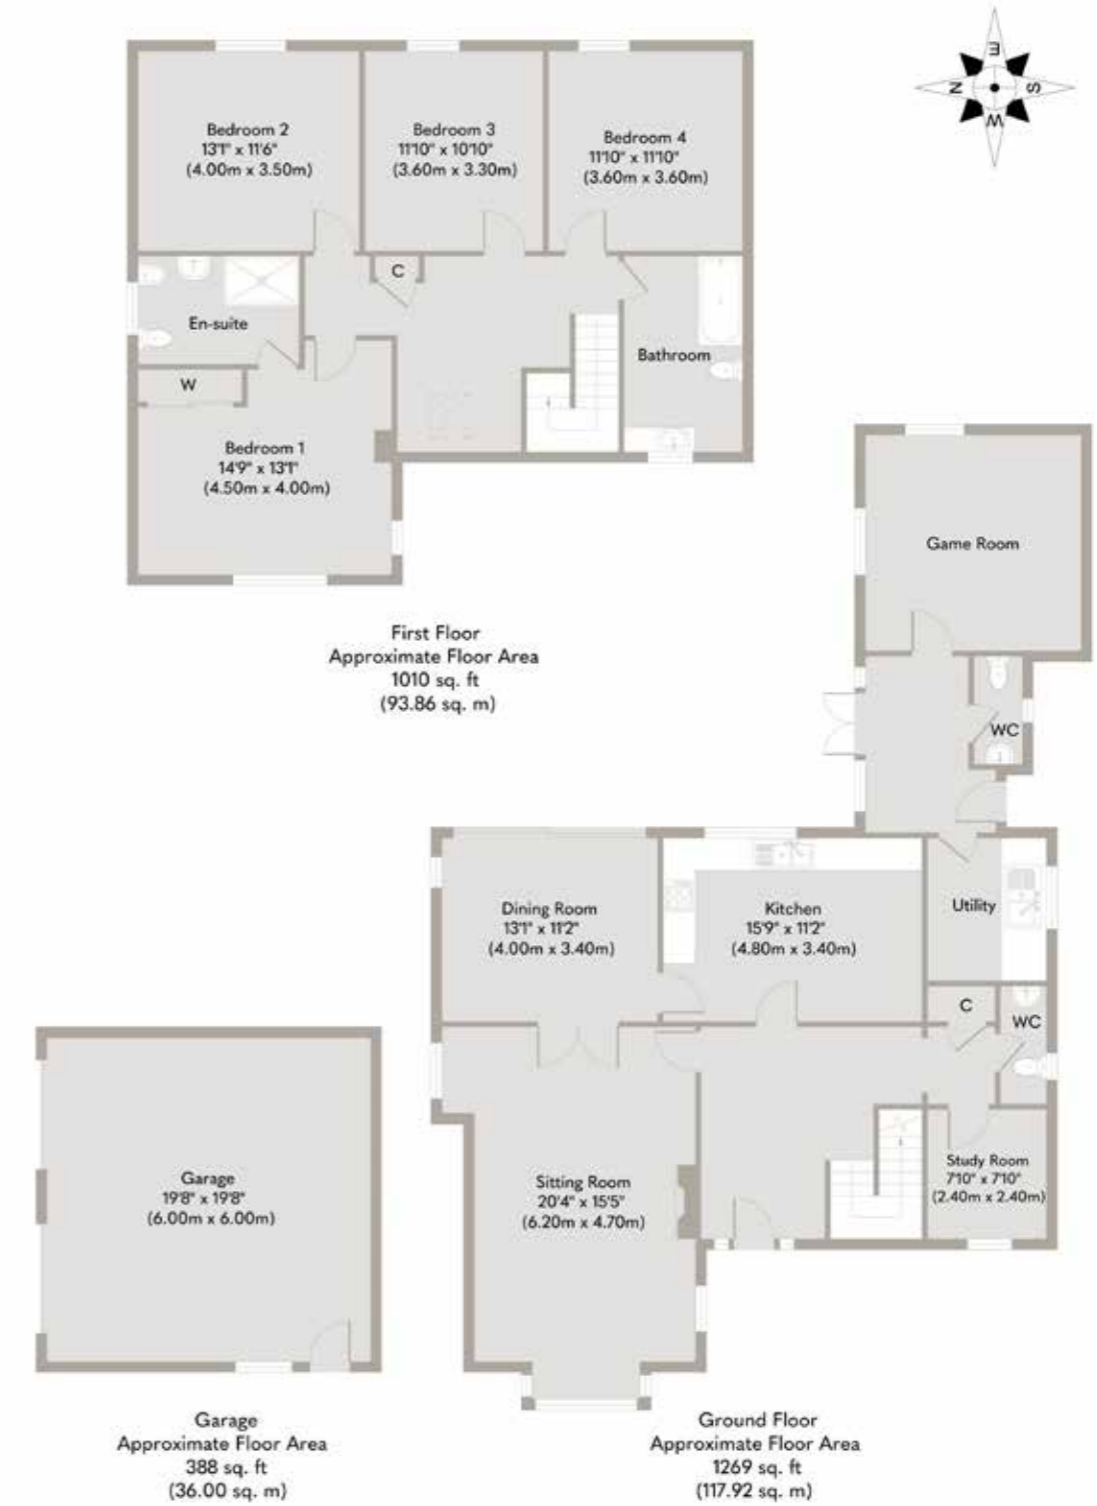 E
N
S
W
Bedroom 2
13'1" x 11'6"
(4.00m x 3.50m)
Bedroom 3
11'10" x 10'10"
(3.60m x 3.30m)
Bedroom 4
11'10" x 11'10"
(3.60m x 3.60m)
C
En-suite
Bathroom
W
Bedroom 1
14'9" x 13'1"
(4.50m x 4.00m)
First Floor
Approximate Floor Area
1010 sq. ft
(93.86 sq. m)
Game Room
WC
Dining Room
13'1" x 11'2"
(4.00m x 3.40m)
Kitchen
15'9" x 11'2"
(4.80m x 3.40m)
Utility
C
WC
Sitting Room
20'4" x 15'5"
(6.20m x 4.70m)
Study Room
7'10" x 7'10"
(2.40m x 2.40m)
Garage
19'8" x 19'8"
(6.00m x 6.00m)
Garage
Approximate Floor Area
388 sq. ft
(36.00 sq. m)
Ground Floor
Approximate Floor Area
1269 sq. ft
(117.92 sq. m)